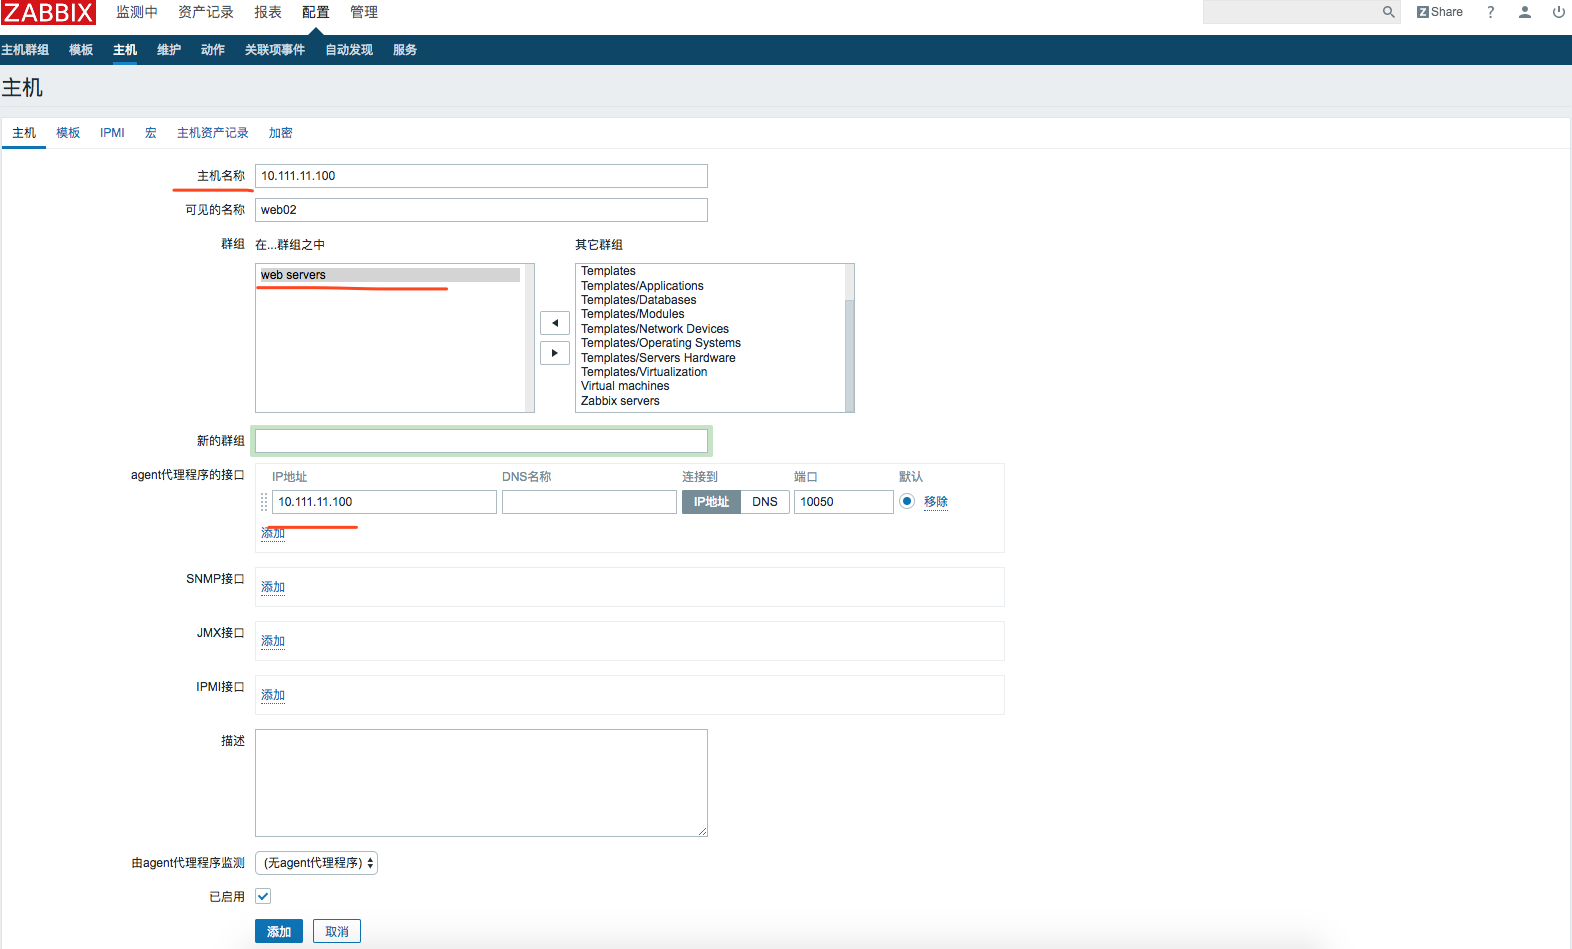 ZABBIX 监测中 资产记录 报表 配置 管理 Z Share ?
主机群组 模板 主机 维护 动作 关联项事件 自动发现 服务
主机
主机 模板 IPMI 宏 主机资产记录 加密
主机名称 10.111.11.100
可见的名称 web02
群组 在...群组之中 其它群组
web servers
Templates
Templates/Applications
Templates/Databases
Templates/Modules
Templates/Network Devices
Templates/Operating Systems
Templates/Servers Hardware
Templates/Virtualization
Virtual machines
Zabbix servers
新的群组
agent代理程序的接口 IP地址 DNS名称 连接到 端口 默认
10.111.11.100 IP地址 DNS 10050 移除
添加
SNMP接口 添加
JMX接口 添加
IPMI接口 添加
描述
由agent代理程序监测 (无agent代理程序)
已启用
添加 取消